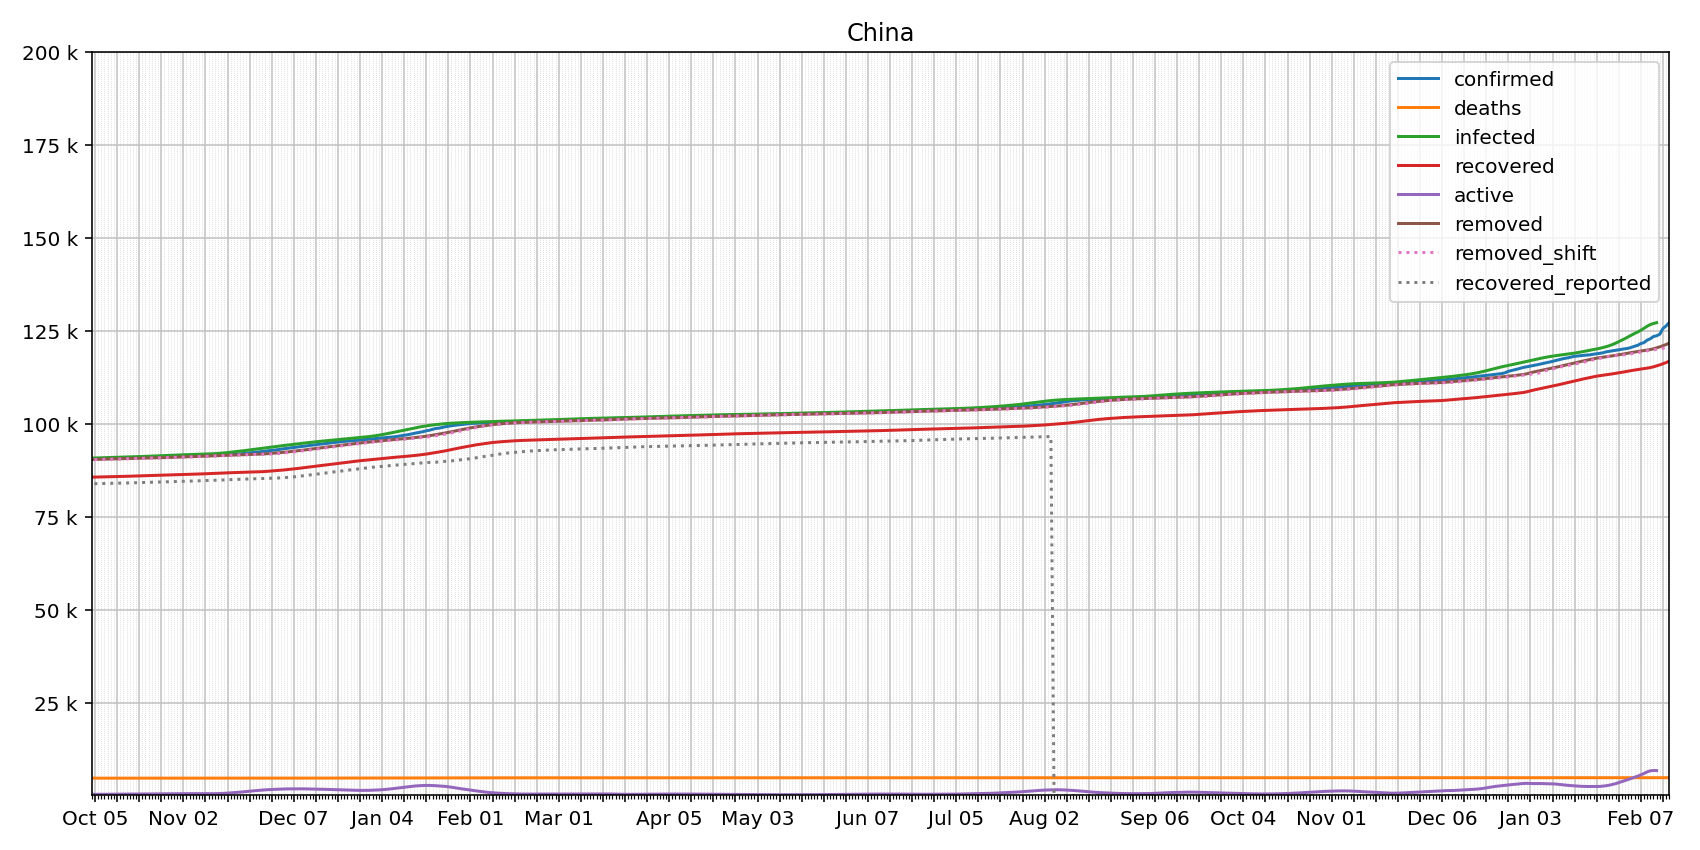 China
200 k
175 k
150 k
125 k
100 k
75 k
50 k
25 k
confirmed
deaths
infected
recovered
active
removed
removed_shift
recovered_reported
Oct 05 Nov 02 Dec 07 Jan 04 Feb 01 Mar 01 Apr 05 May 03 Jun 07 Jul 05 Aug 02 Sep 06 Oct 04 Nov 01 Dec 06 Jan 03 Feb 07